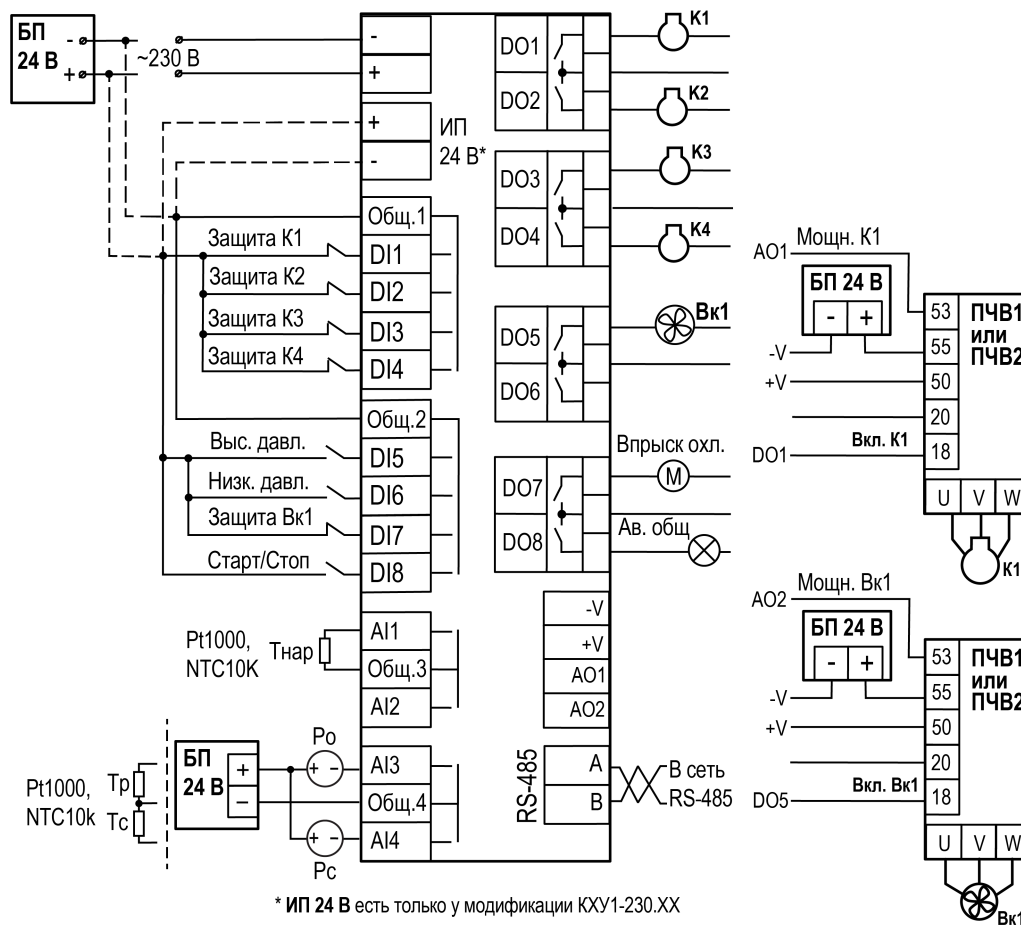 БП
24 В
-
+
~230 В
-
+
+
-
ИП
24 В*
Общ.1
Защита К1
DI1
Защита К2
DI2
Защита К3
DI3
Защита К4
DI4
Общ.2
Выс. давл.
DI5
Низк. давл.
DI6
Защита Вк1
DI7
Старт/Стоп
DI8
Pt1000,
NTC10K
Тнар
AI1
Общ.3
AI2
Pt1000,
NTC10k
Тр
Тс
БП
24 В
+
–
Ро
+ -
Рс
+ -
AI3
Общ.4
AI4
DO1
DO2
К1
К2
DO3
DO4
К3
К4
DO5
DO6
Вк1
DO7
DO8
Впрыск охл.
М
Ав. общ
-V
+V
AO1
AO2
RS-485
A
B
В сеть
RS-485
AO1
Мощн. К1
БП 24 В
- +
-V
+V
DO1
Вкл. К1
53
55
50
20
18
ПЧВ1
или
ПЧВ2
U V W
К1
AO2
Мощн. Вк1
БП 24 В
- +
-V
+V
DO5
Вкл. Вк1
53
55
50
20
18
ПЧВ1
или
ПЧВ2
U V W
Вк1
* ИП 24 В есть только у модификации КХУ1-230.ХХ